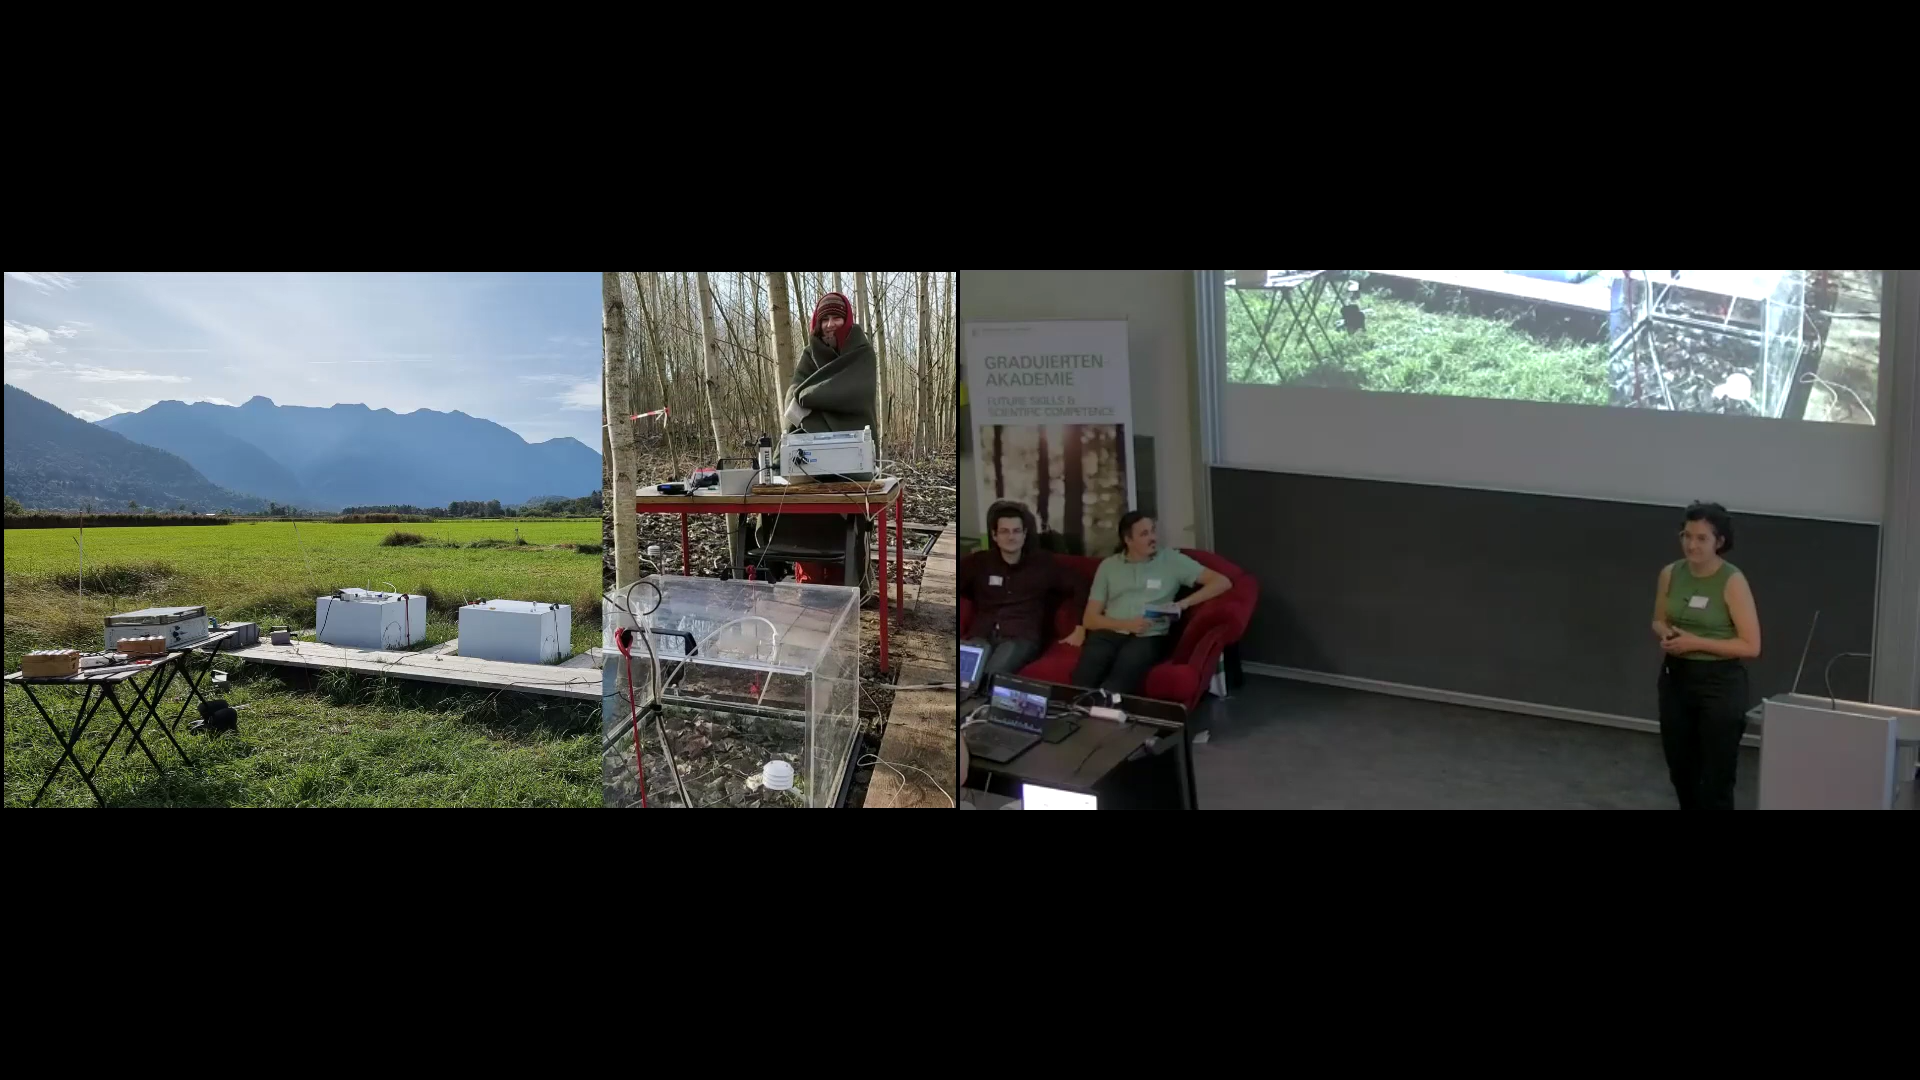 GRADUIERTEN-
AKADEMIE
FUTURE SKILLS &
SCIENTIFIC COMPETENCE